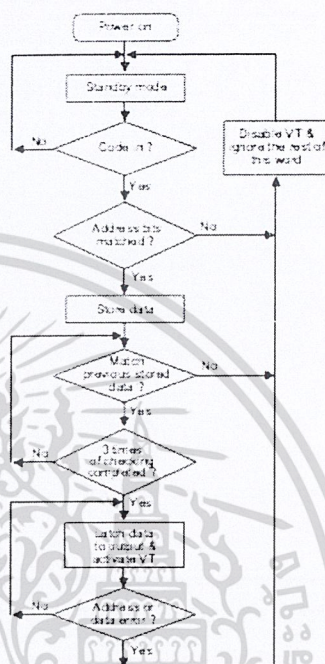 Power on
Standby mode
No
Code in ?
Disable VT &
ignore the rest of
this word
Yes
Address bits
matched ?
No
Yes
Store data
Match
previous stored
data ?
No
Yes
3 times
of checking
completed ?
No
Yes
Latch data
to output &
activate VT
No
Address or
data error ?
Yes